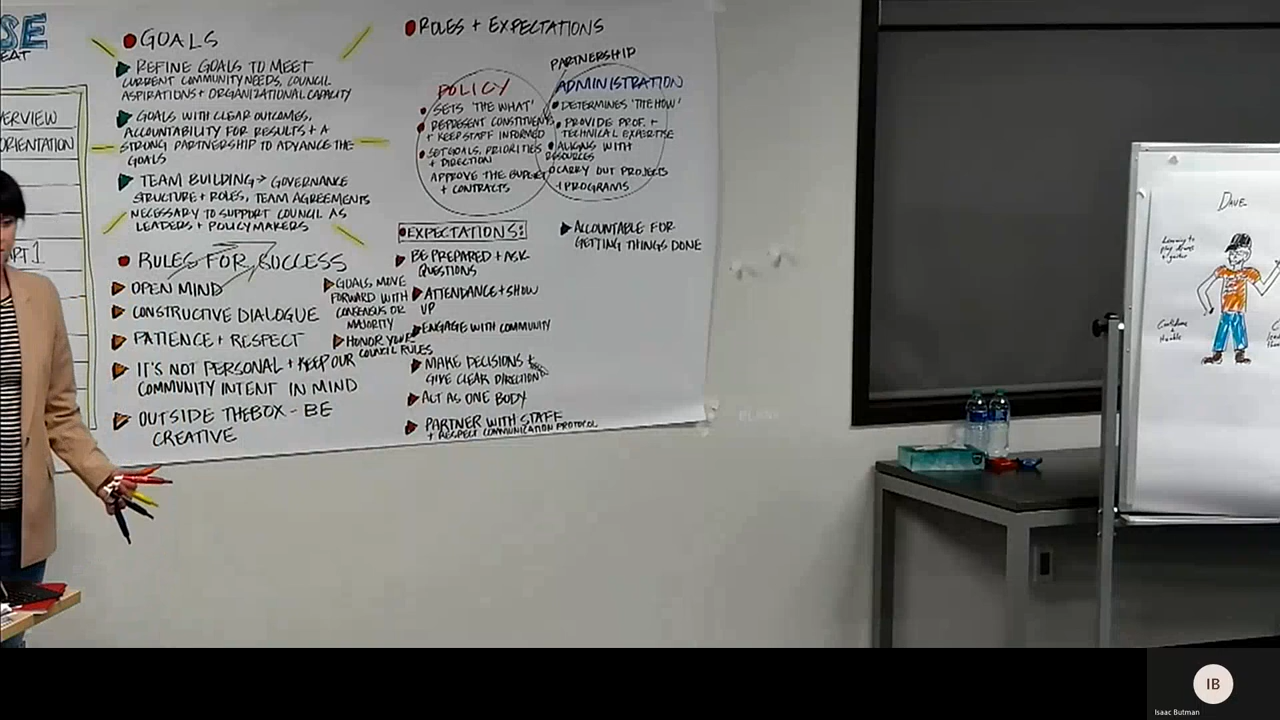 SE
EAT
ERVIEW
ORIENTATION
PT 1
GOALS
REFINE GOALS TO MEET
CURRENT COMMUNITY NEEDS, COUNCIL
ASPIRATIONS + ORGANIZATIONAL CAPACITY
GOALS WITH CLEAR OUTCOMES,
ACCOUNTABILITY FOR RESULTS + A
STRONG PARTNERSHIP TO ADVANCE THE
GOALS
TEAM BUILDING > GOVERNANCE
STRUCTURE + ROLES, TEAM AGREEMENTS
NECESSARY TO SUPPORT COUNCIL AS
LEADERS + POLICYMAKERS
RULES FOR SUCCESS
OPEN MIND
CONSTRUCTIVE DIALOGUE
PATIENCE + RESPECT
IT'S NOT PERSONAL + KEEP OUR
COMMUNITY INTENT IN MIND
OUTSIDE THE BOX - BE
CREATIVE
GOALS MOVE
FORWARD WITH
CONSENSUS OR
MAJORITY
HONOR YOUR
COUNCIL RULES
ROLES + EXPECTATIONS
PARTNERSHIP
POLICY
SETS 'THE WHAT'
REPRESENT CONSTITUENTS
+ KEEP STAFF INFORMED
SET GOALS, PRIORITIES
+ DIRECTION
APPROVE THE BUDGET
+ CONTRACTS
ADMINISTRATION
DETERMINES 'THE HOW'
PROVIDE PROF. +
TECHNICAL EXPERTISE
ALIGNS WITH
RESOURCES
CARRY OUT PROJECTS
+ PROGRAMS
ACCOUNTABLE FOR
GETTING THINGS DONE
EXPECTATIONS:
BE PREPARED + ASK
QUESTIONS
ATTENDANCE + SHOW
UP
ENGAGE WITH COMMUNITY
MAKE DECISIONS +
GIVE CLEAR DIRECTION
ACT AS ONE BODY
PARTNER WITH STAFF
+ RESPECT COMMUNICATION PROTOCOL
DAVE
Learning to
together
Confidence
Humble
IB
Isaac Butman